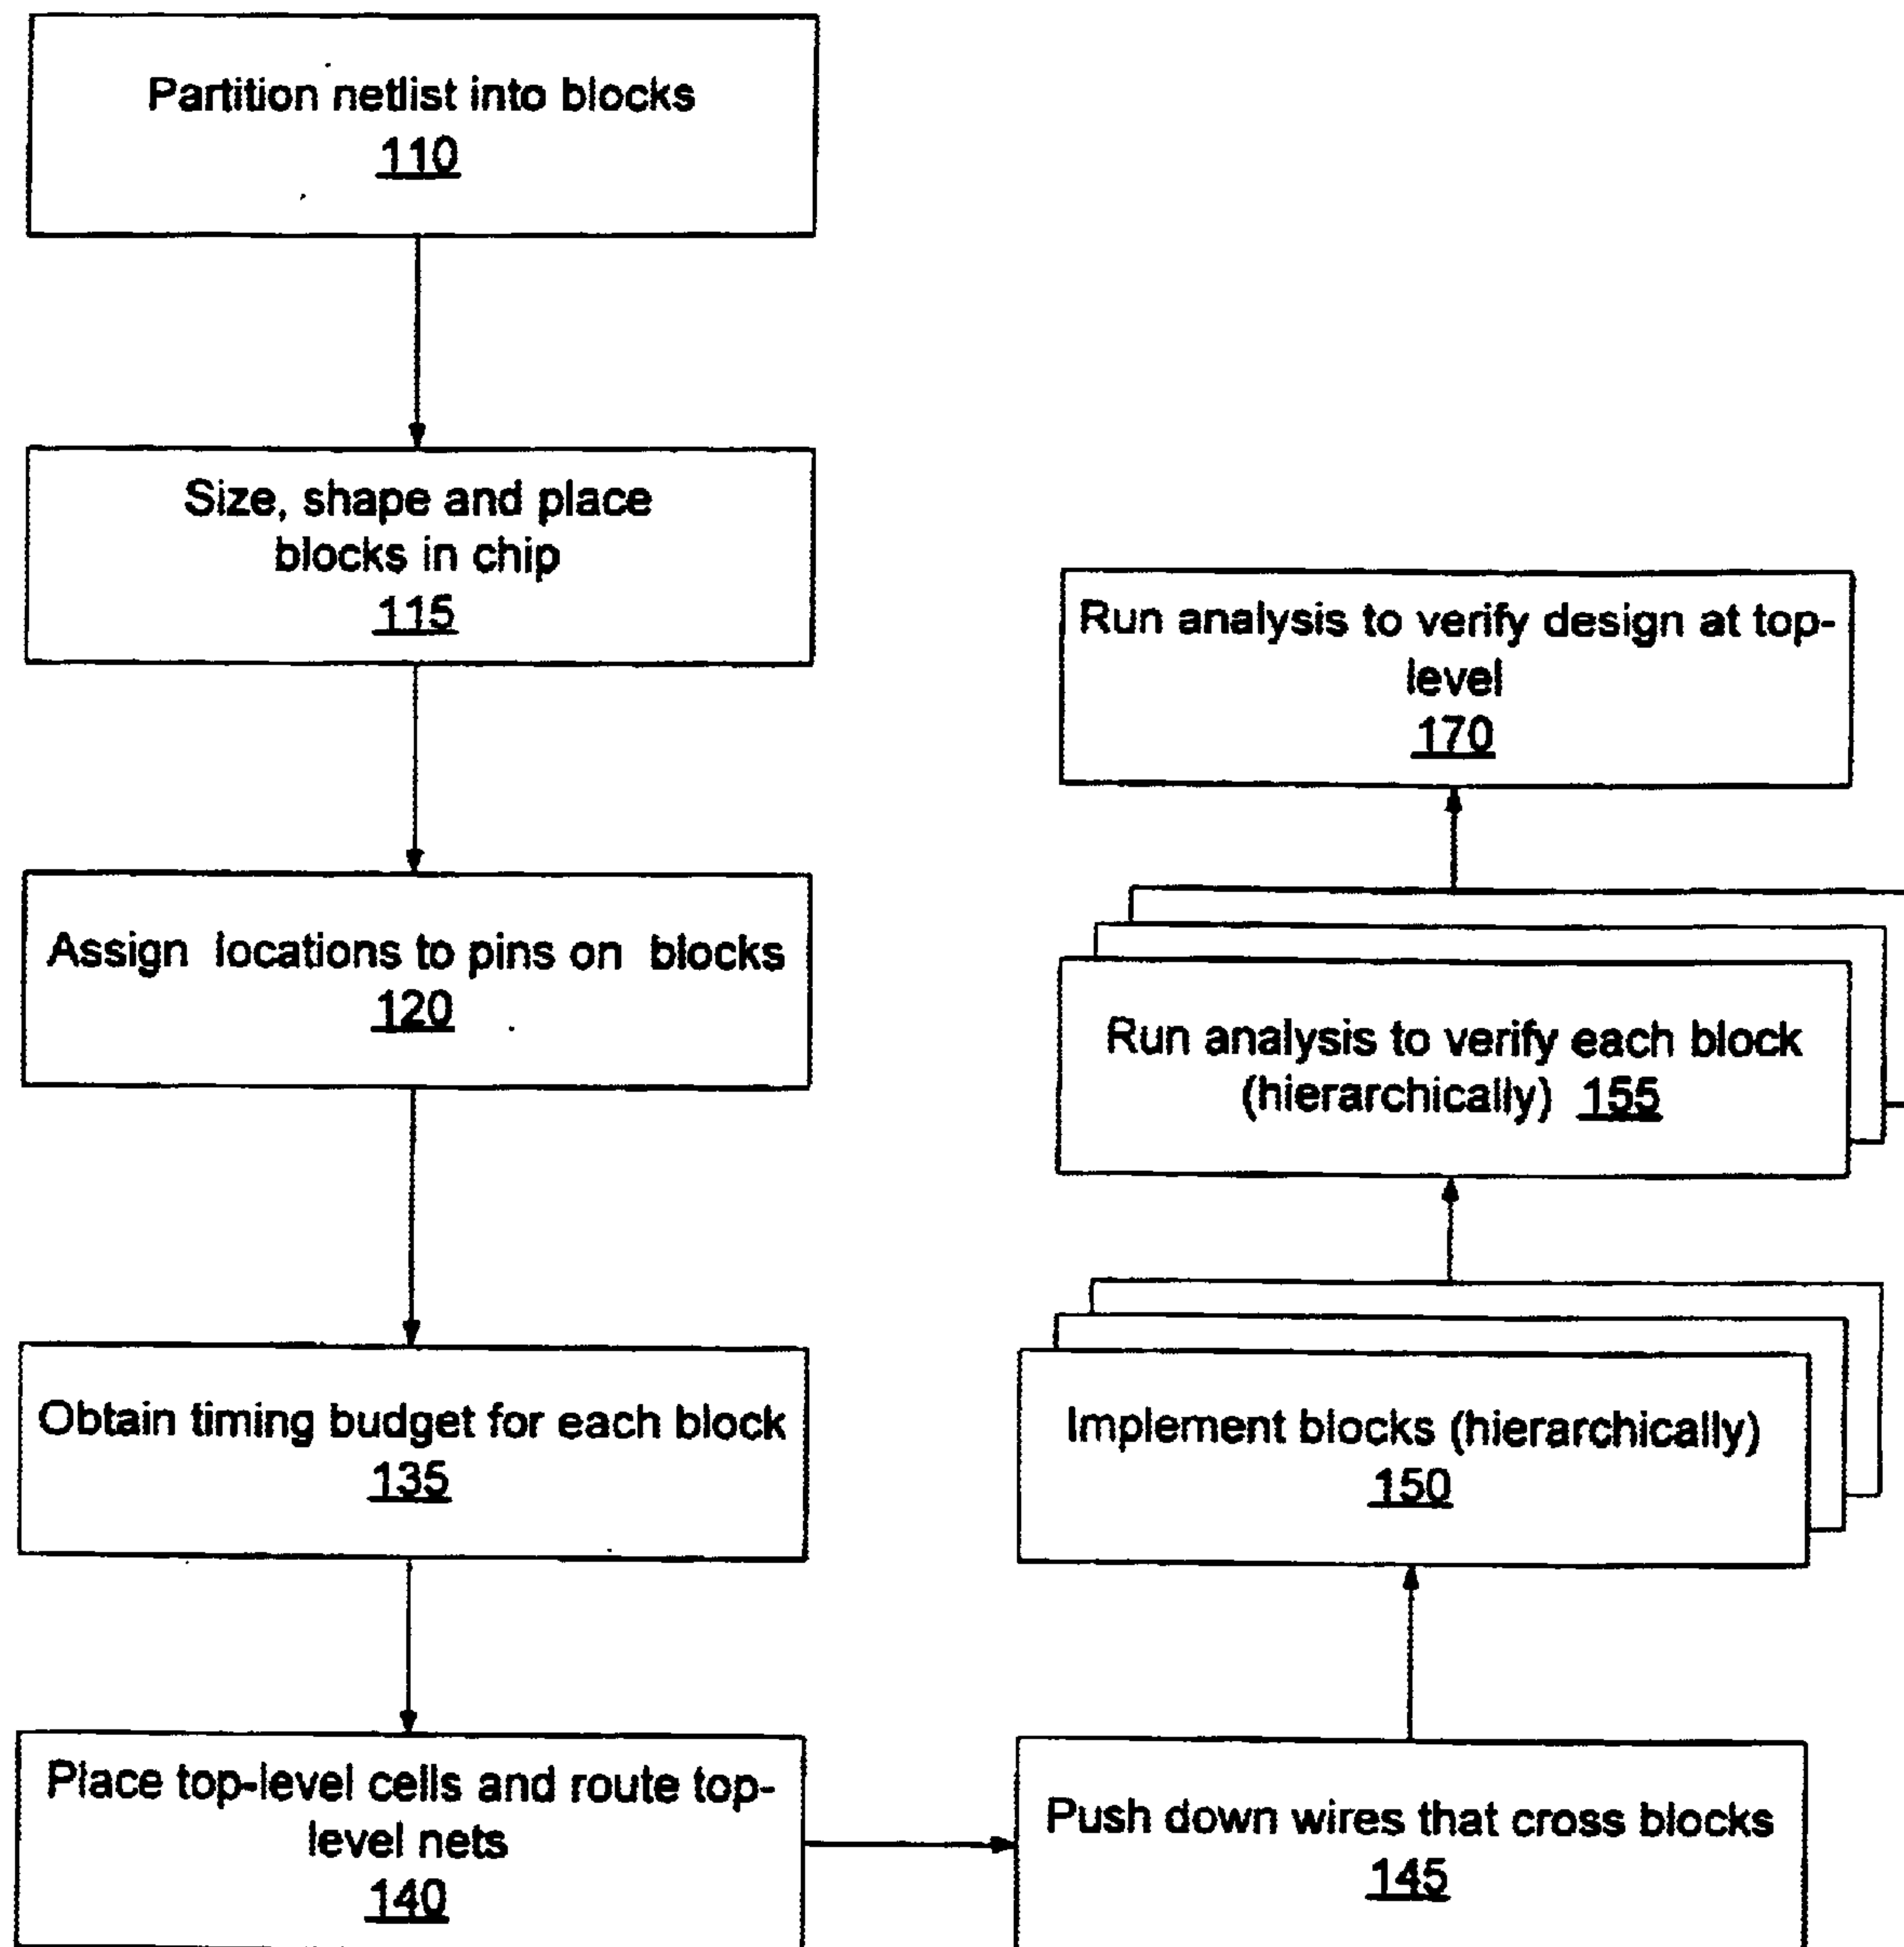 Partition netlist into blocks
110
Size, shape and place
blocks in chip
115
Assign locations to pins on blocks
120
Obtain timing budget for each block
135
Place top-level cells and route top-
level nets
140
Push down wires that cross blocks
145
Implement blocks (hierarchically)
150
Run analysis to verify each block
(hierarchically) 155
Run analysis to verify design at top-
level
170